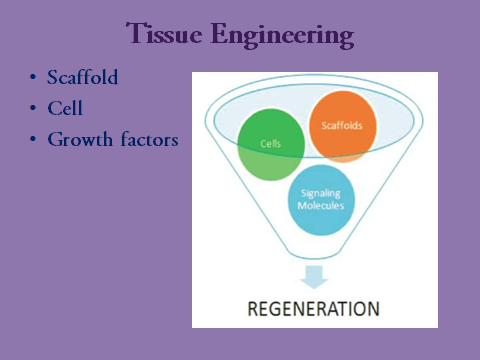 Tissue Engineering
• Scaffold
• Cell
• Growth factors
Scaffolds
Cells
Signaling
Molecules
REGENERATION